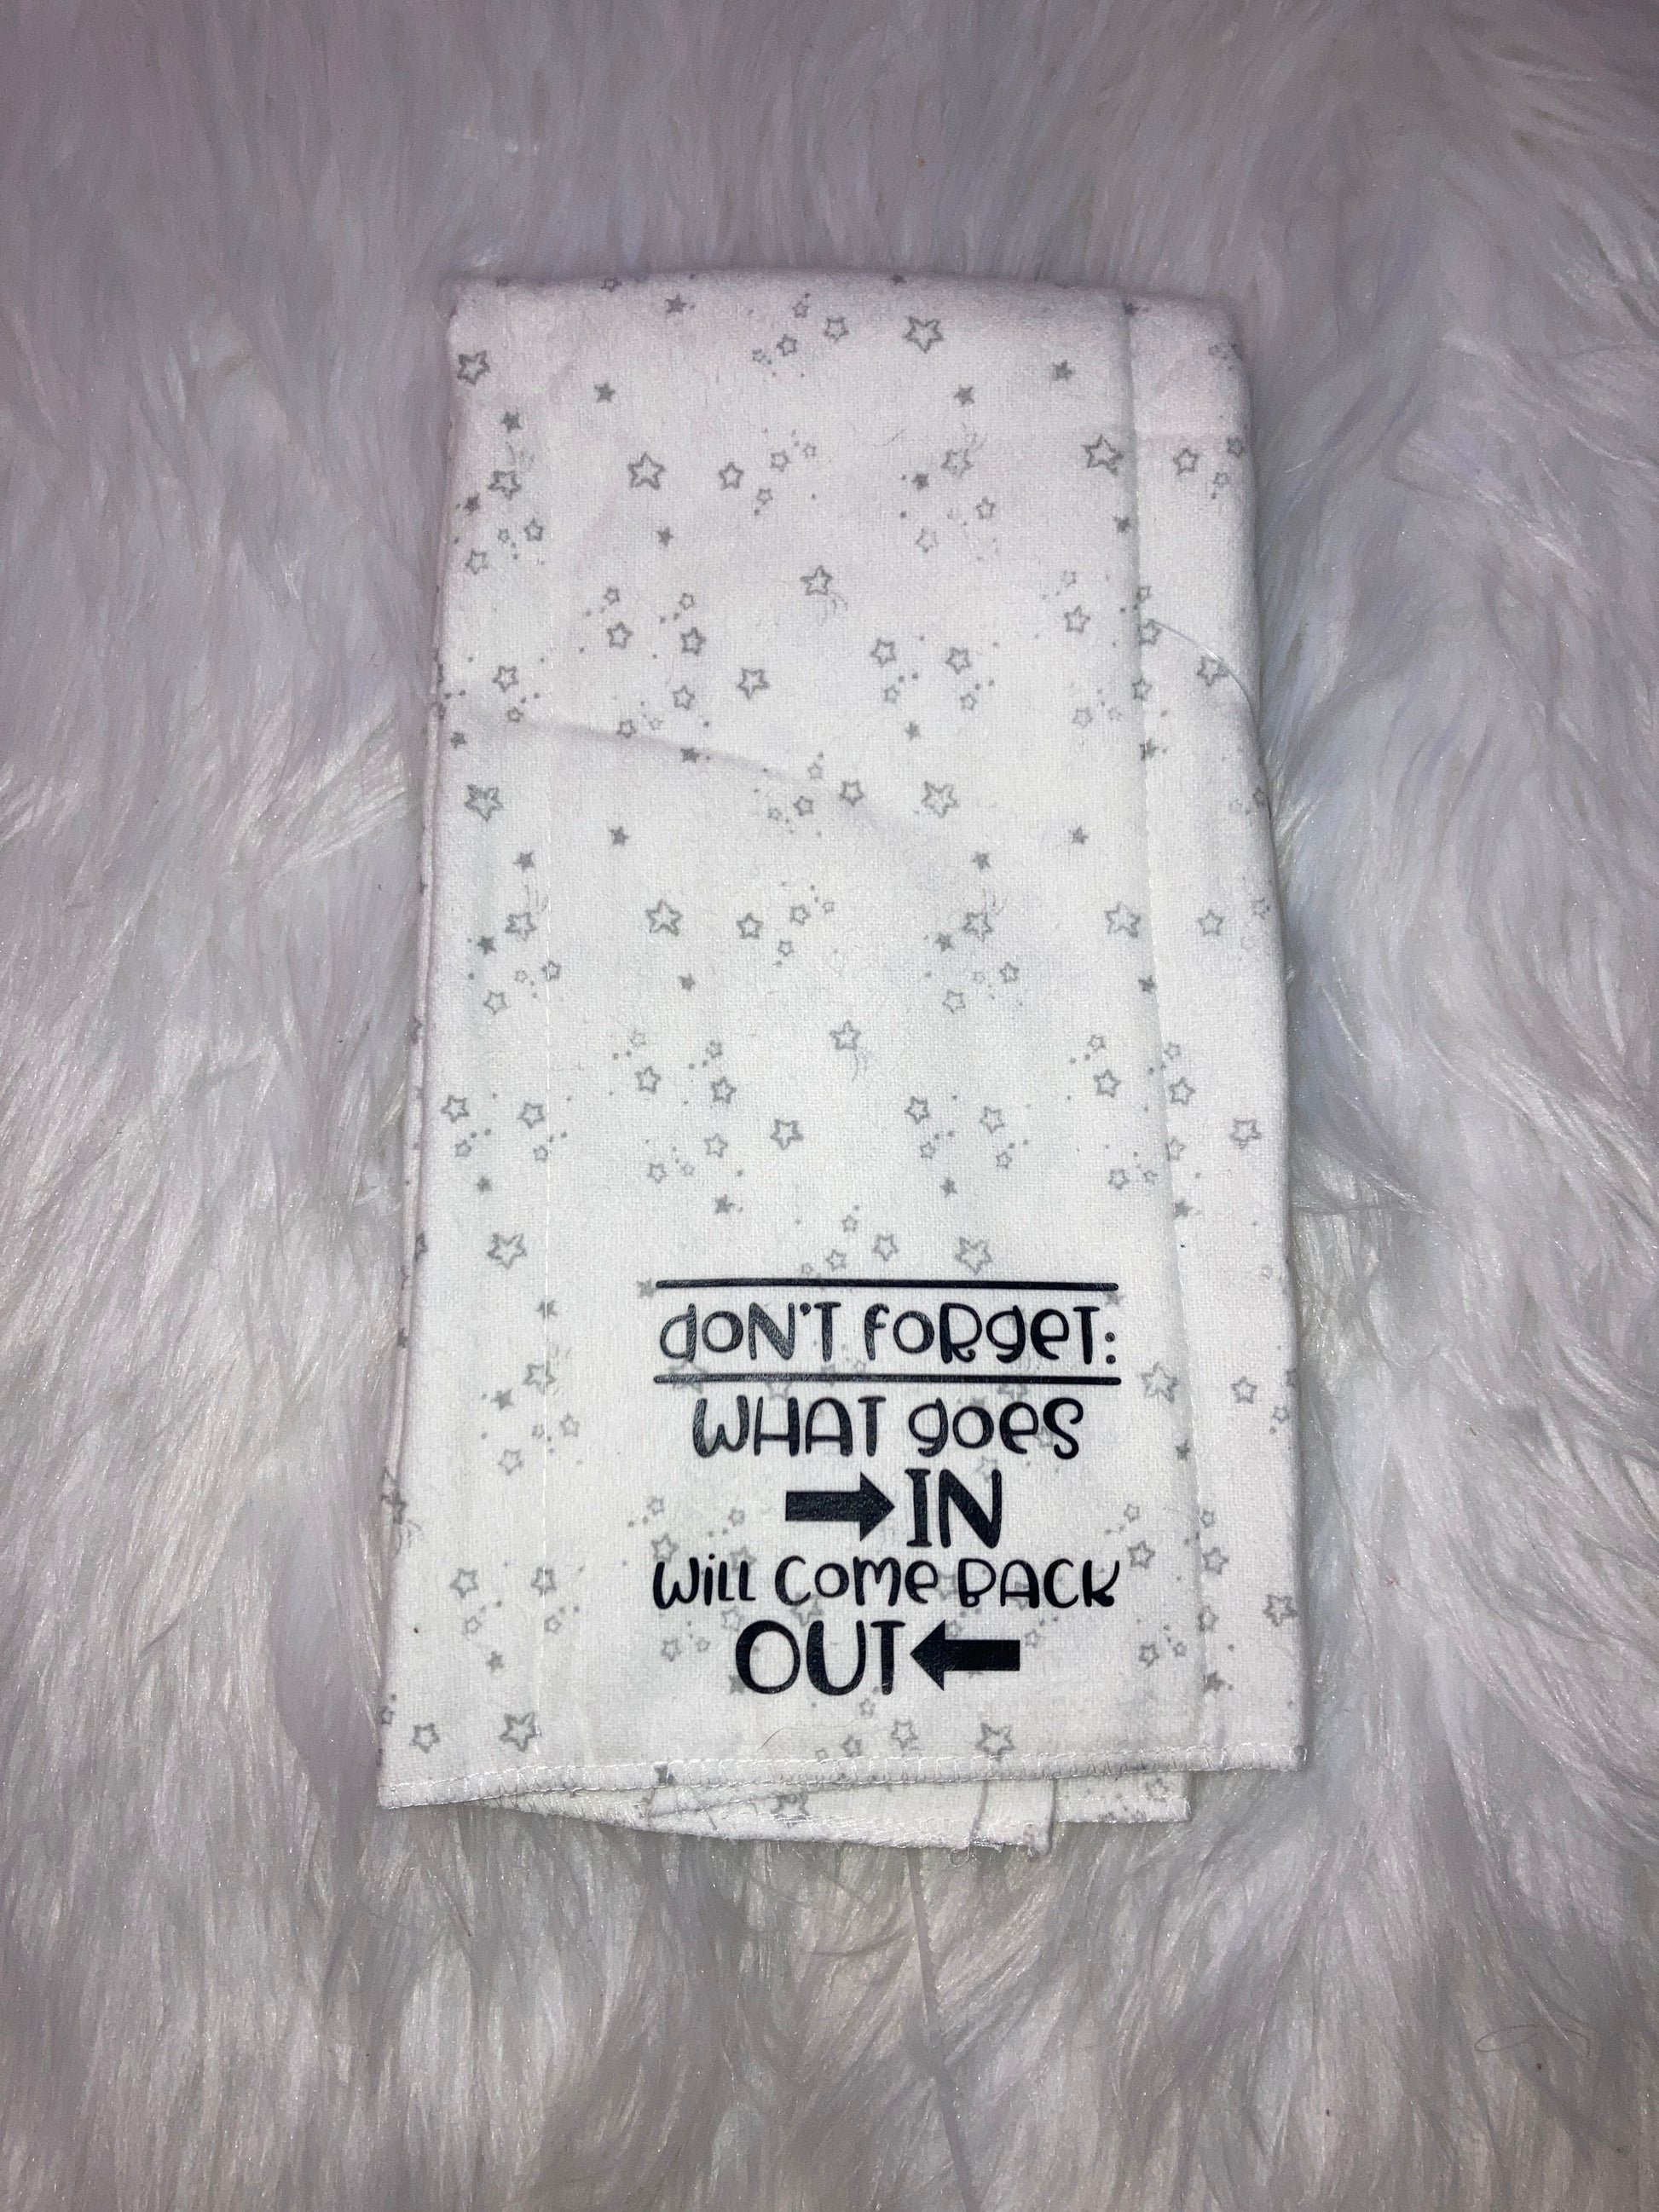 doN'T foRgeT:
WHAT goes
IN
Will Come BACK
OUT